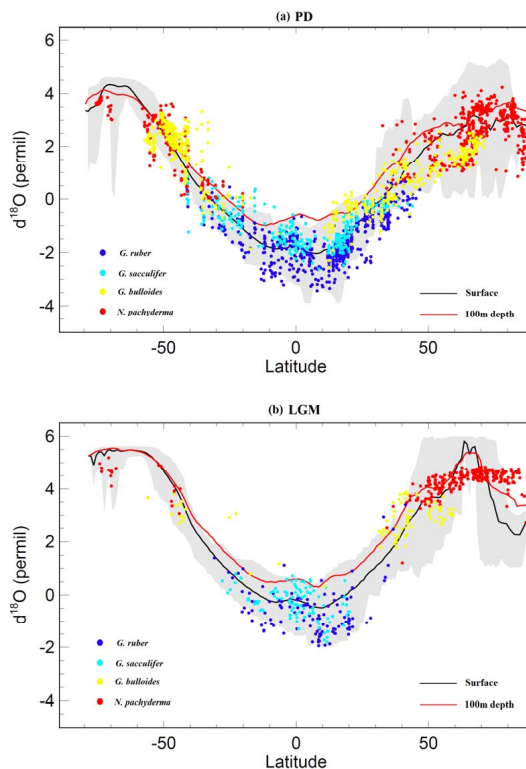 (a) PD
6
4
2
0
-2
-4
d¹⁸O (permil)
G. ruber
G. sacculifer
G. bulloides
N. pachyderma
Surface
100m depth
-50 0 50
Latitude
(b) LGM
6
4
2
0
-2
-4
d¹⁸O (permil)
G. ruber
G. sacculifer
G. bulloides
N. pachyderma
Surface
100m depth
-50 0 50
Latitude